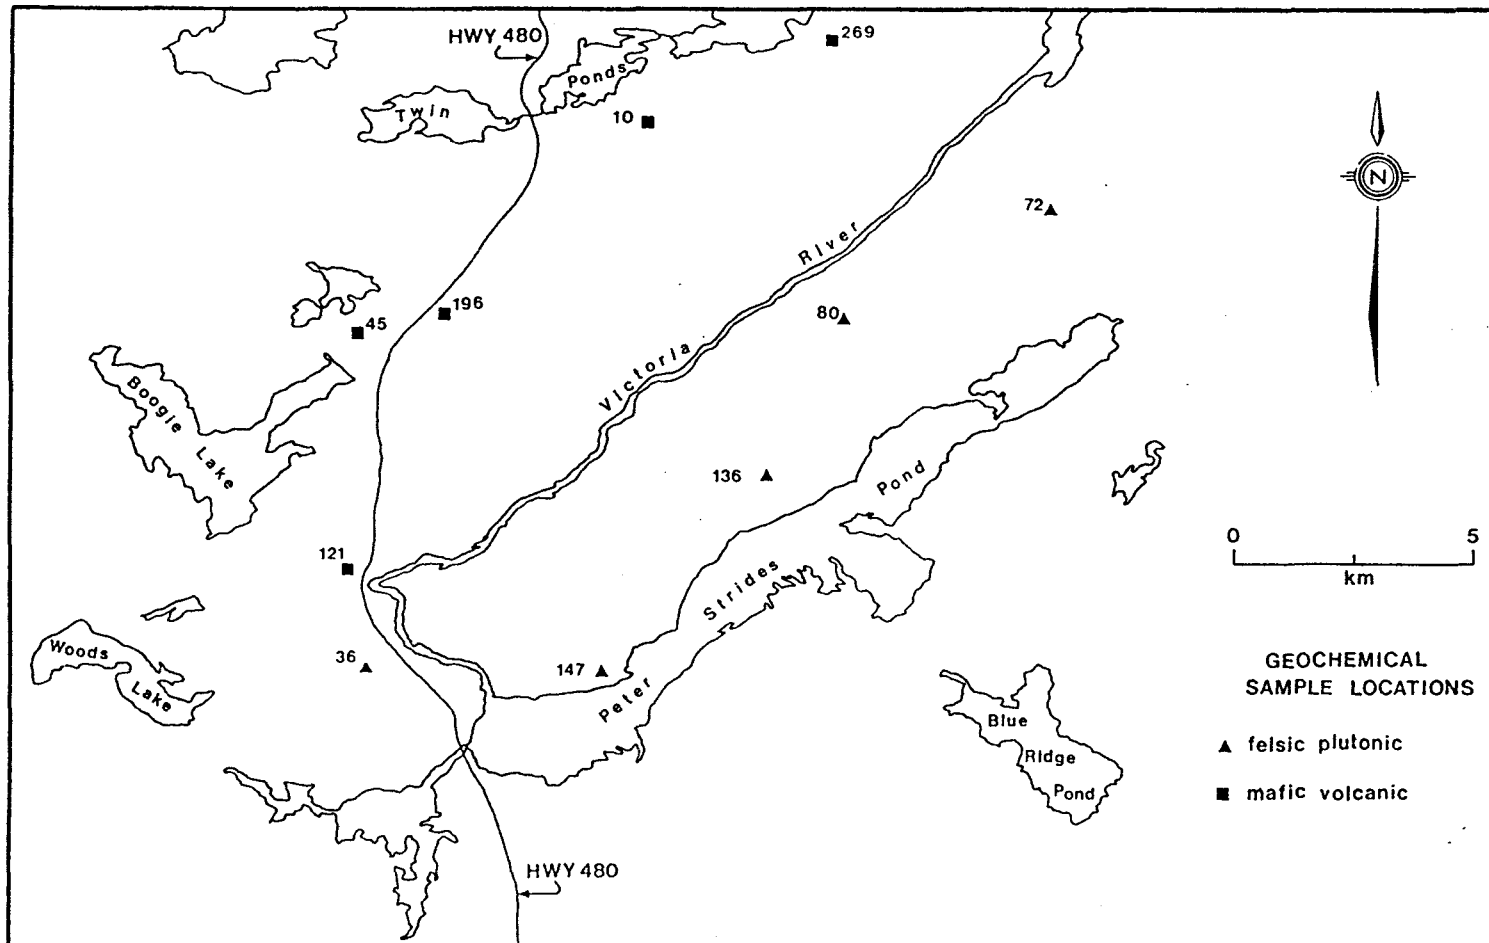 HWY 480
269
Ponds
Twin
10
72
River
196
80
45
Victoria
Boogie
Lake
136
Pond
N
0 5
km
121
Strides
Woods
Lake
36
147
Peter
Blue
Ridge
Pond
GEOCHEMICAL
SAMPLE LOCATIONS
felsic plutonic
mafic volcanic
HWY 480